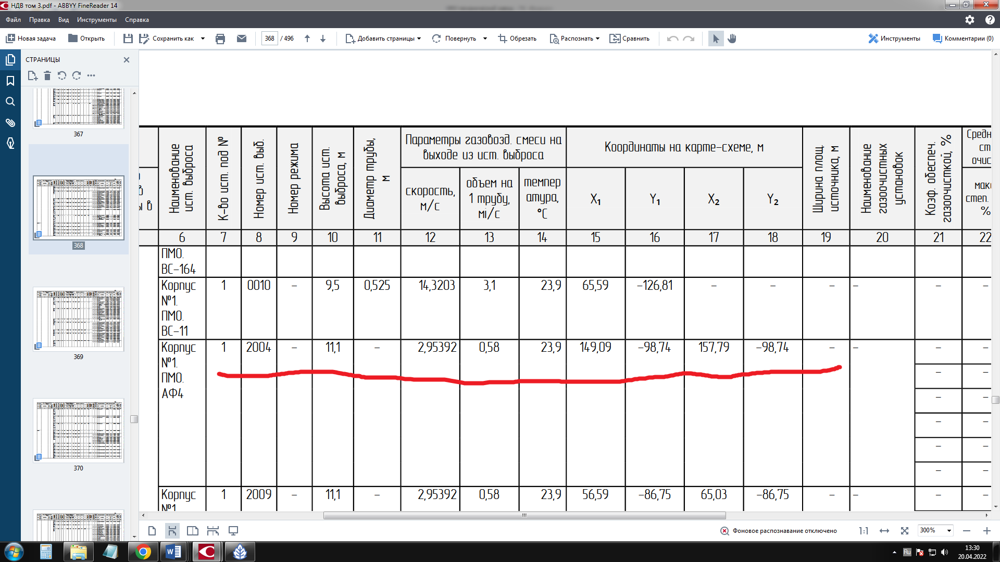 НДВ том 3.pdf - ABBYY FineReader 14
Файл Правка Вид Инструменты Справка
Новая задача Открыть Сохранить как 368 / 496 Добавить страницы Повернуть Обрезать Распознать Сравнить Инструменты Комментарии (0)
СТРАНИЦЫ
367
368
369
370
Наименование ист. выброса
К-во ист. под №
Номер ист. выб.
Номер режима
Высота ист. выброса, м
Диаметр трубы, м
Параметры газовозд. смеси на
выходе из ист. выброса
скорость,
м/с
объем на
1 трубу,
мi/с
темпер
атура,
°C
Координаты на карте-схеме, м
X₁ Y₁ X₂ Y₂
Ширина площ. источника, м
Наименование газоочистных установок
Коэф. обеспеч. газоочисткой, %
Средн
ст
очис
мак
степ.
%
ы в
6 7 8 9 10 11 12 13 14 15 16 17 18 19 20 21 22
ПМО.
ВС-164
Корпус 1 0010 – 9,5 0,525 14,3203 3,1 23,9 65,59 -126,81 – – – – – –
№1.
ПМО.
ВС-11
Корпус 1 2004 – 11,1 – 2,95392 0,58 23,9 149,09 -98,74 157,79 -98,74 – – – –
№1.
– –
ПМО.
АФ4
– –
– –
– –
– –
Корпус 1 2009 – 11,1 – 2,95392 0,58 23,9 56,59 -86,75 65,03 -86,75 – – – –
№1
Фоновое распознавание отключено 1:1 300%
Ru
13:30
20.04.2022